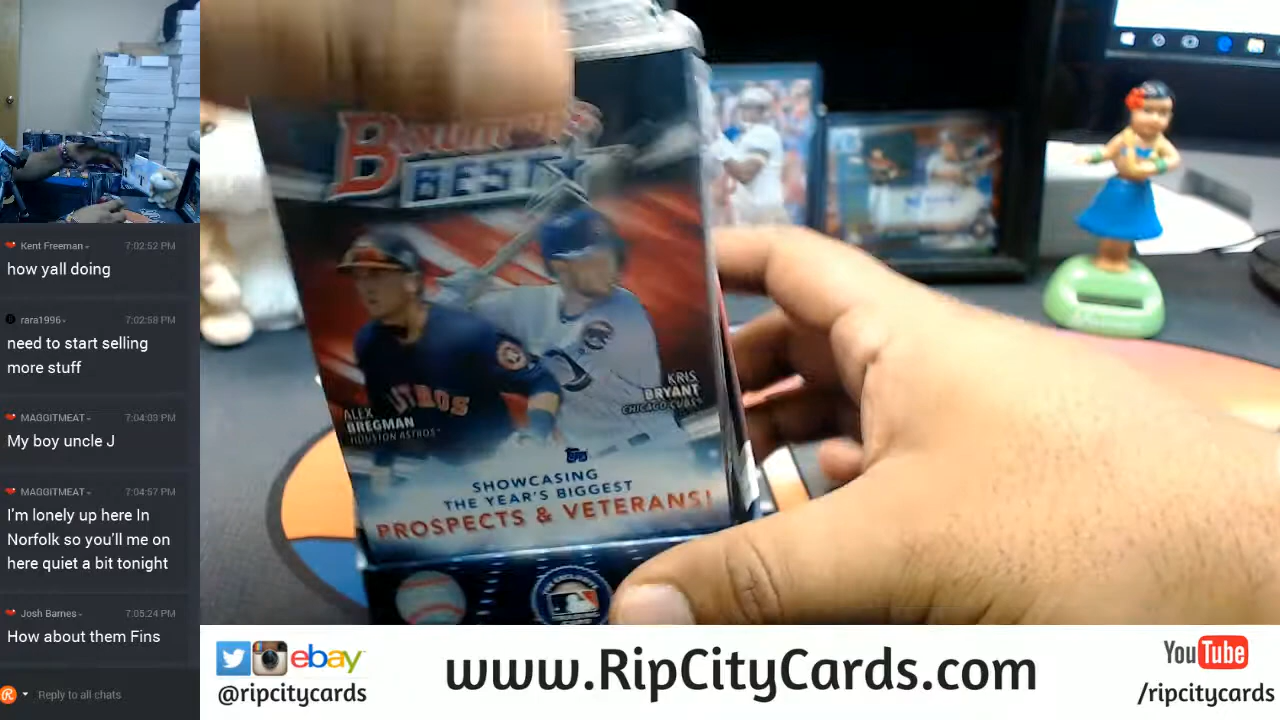 Kent Freeman
7:02:52 PM
how yall doing
rara1996
7:02:58 PM
need to start selling
more stuff
MAGGITMEAT
7:04:03 PM
My boy uncle J
MAGGITMEAT
7:04:57 PM
I'm lonely up here In
Norfolk so you'll me on
here quiet a bit tonight
Josh Barnes
7:05:24 PM
How about them Fins
Reply to all chats
BEST
ASTROS
ALEX
BREGMAN
HOUSTON ASTROS
KRIS
BRYANT
CHICAGO CUBS
SHOWCASING
THE YEAR'S BIGGEST
PROSPECTS & VETERANS!
ebay
@ripcitycards
www.RipCityCards.com
YouTube
/ripcitycards